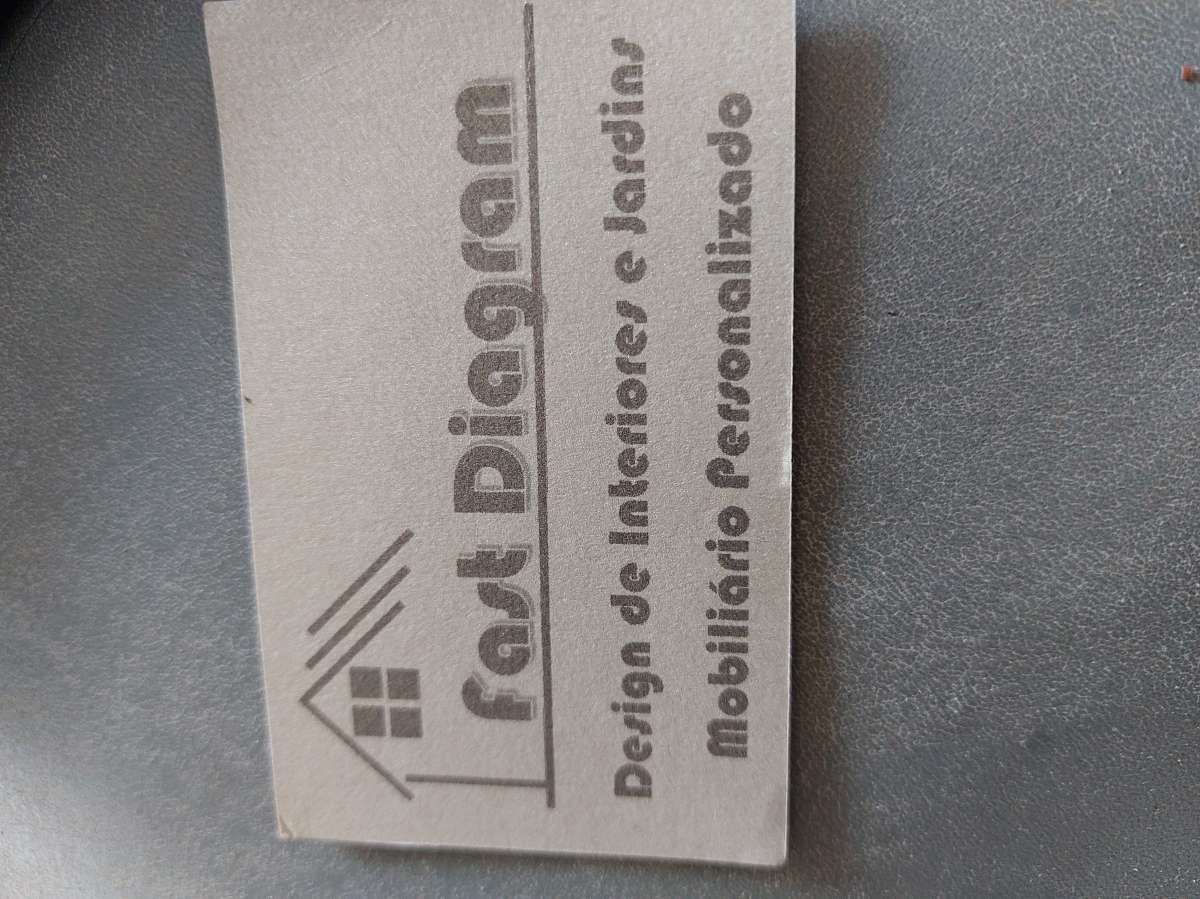 Fast Diagram
Design de Interiores e Jardins
Mobiliário Personalizado